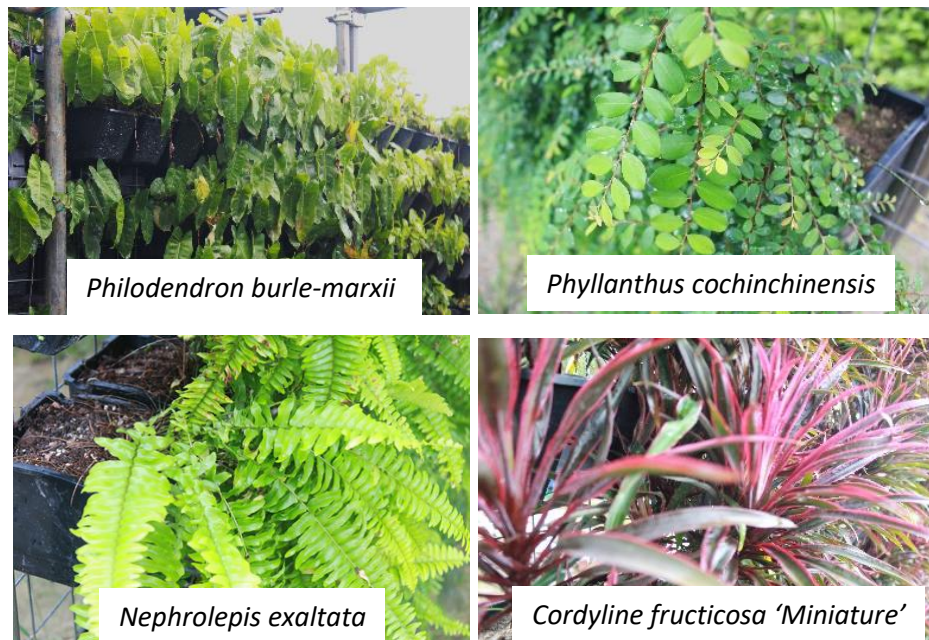 Philodendron burle-marxii
Phyllanthus cochinchinensis
Nephrolepis exaltata
Cordyline fructicosa ‘Miniature’